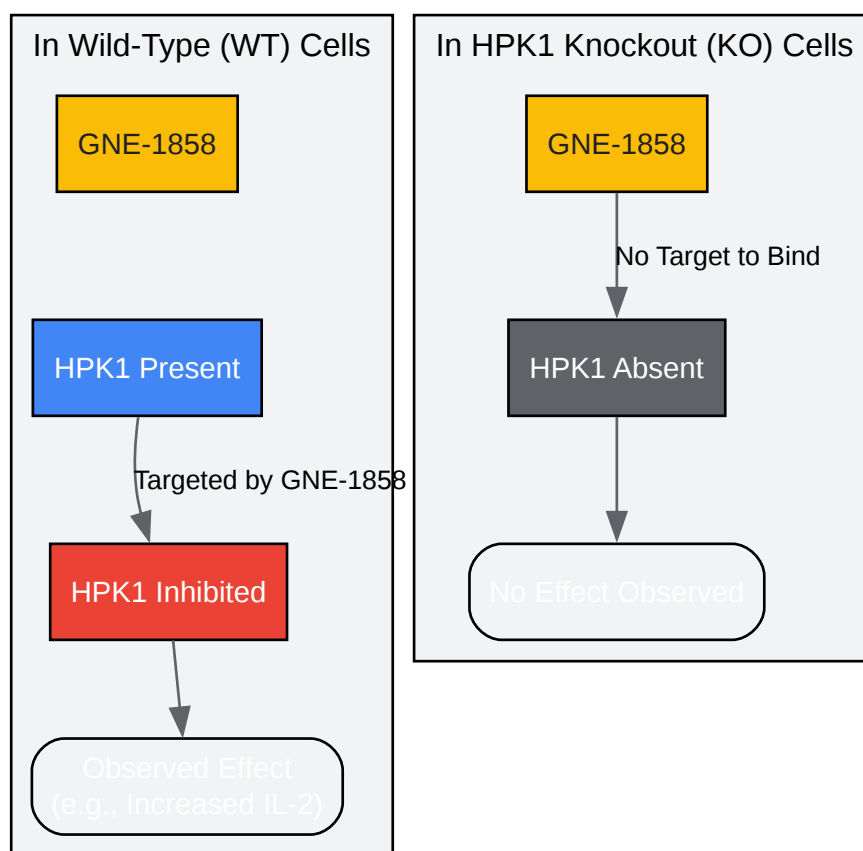 In Wild-Type (WT) Cells
GNE-1858
HPK1 Present
Targeted by GNE-1858
HPK1 Inhibited
Observed Effect
(e.g., Increased IL-2)
In HPK1 Knockout (KO) Cells
GNE-1858
No Target to Bind
HPK1 Absent
No Effect Observed